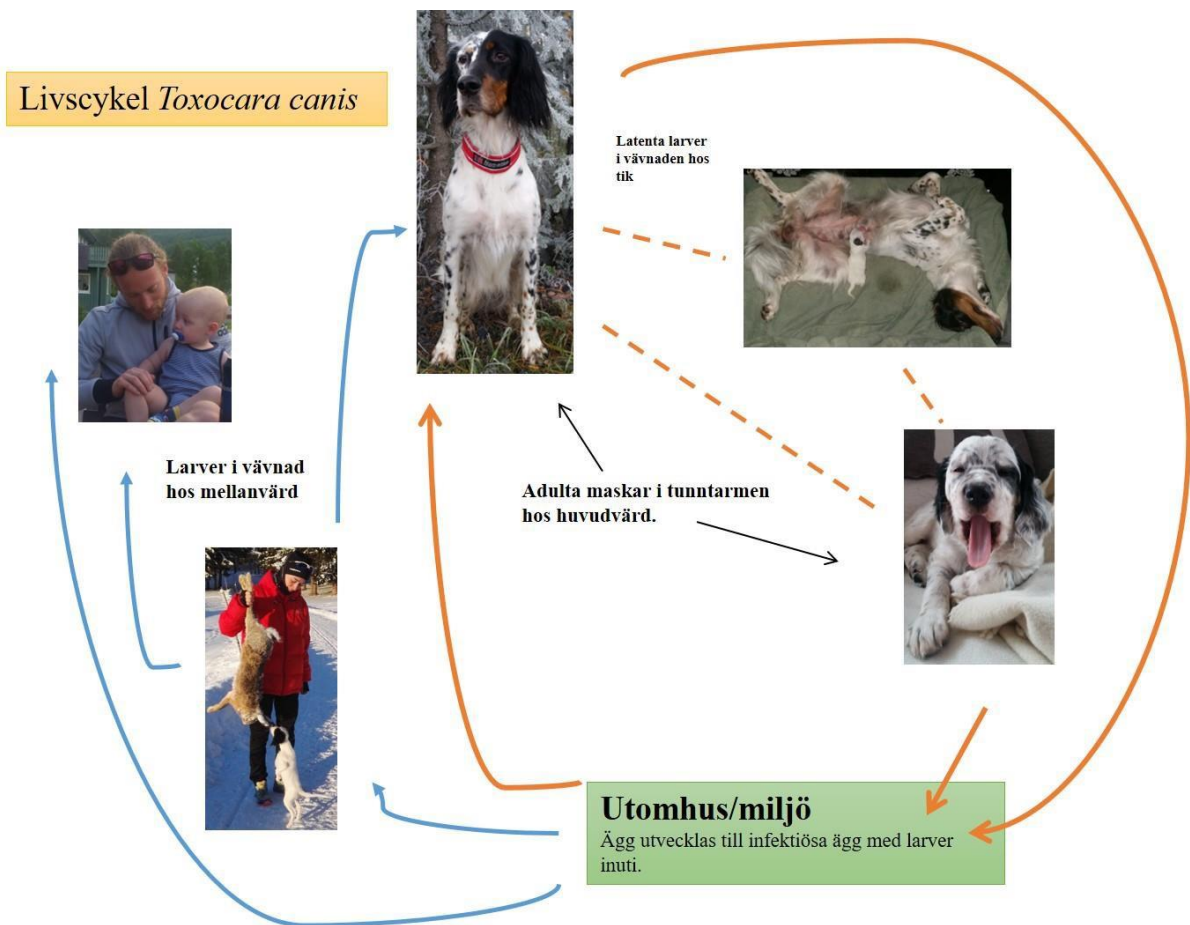 Livscykel Toxocara canis
Latenta larver
i vävnaden hos
tik
Larver i vävnad
hos mellanvärd
Adulta maskar i tunntarmen
hos huvudvärd.
Utomhus/miljö
Ägg utvecklas till infektiösa ägg med larver
inuti.